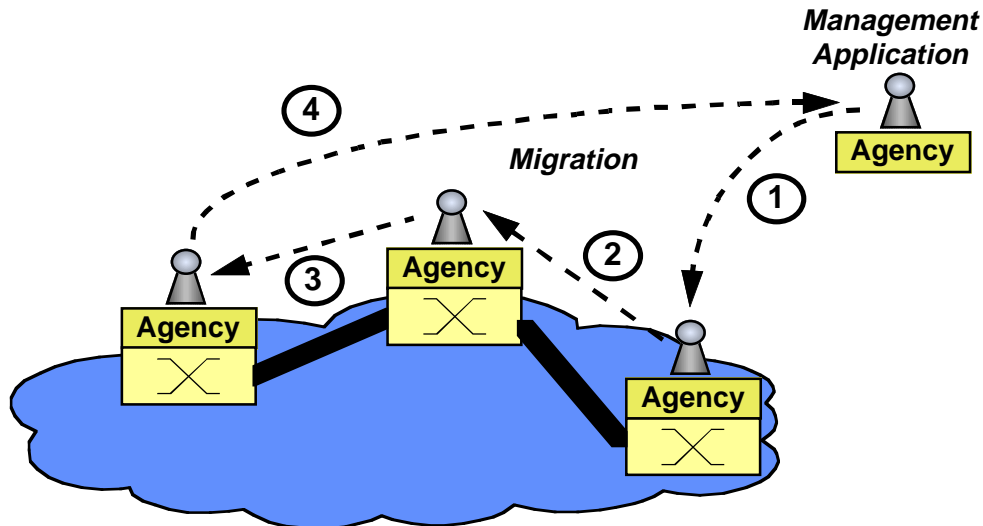 Management
Application
4
Agency
Migration
1
2
3
Agency
Agency
Agency